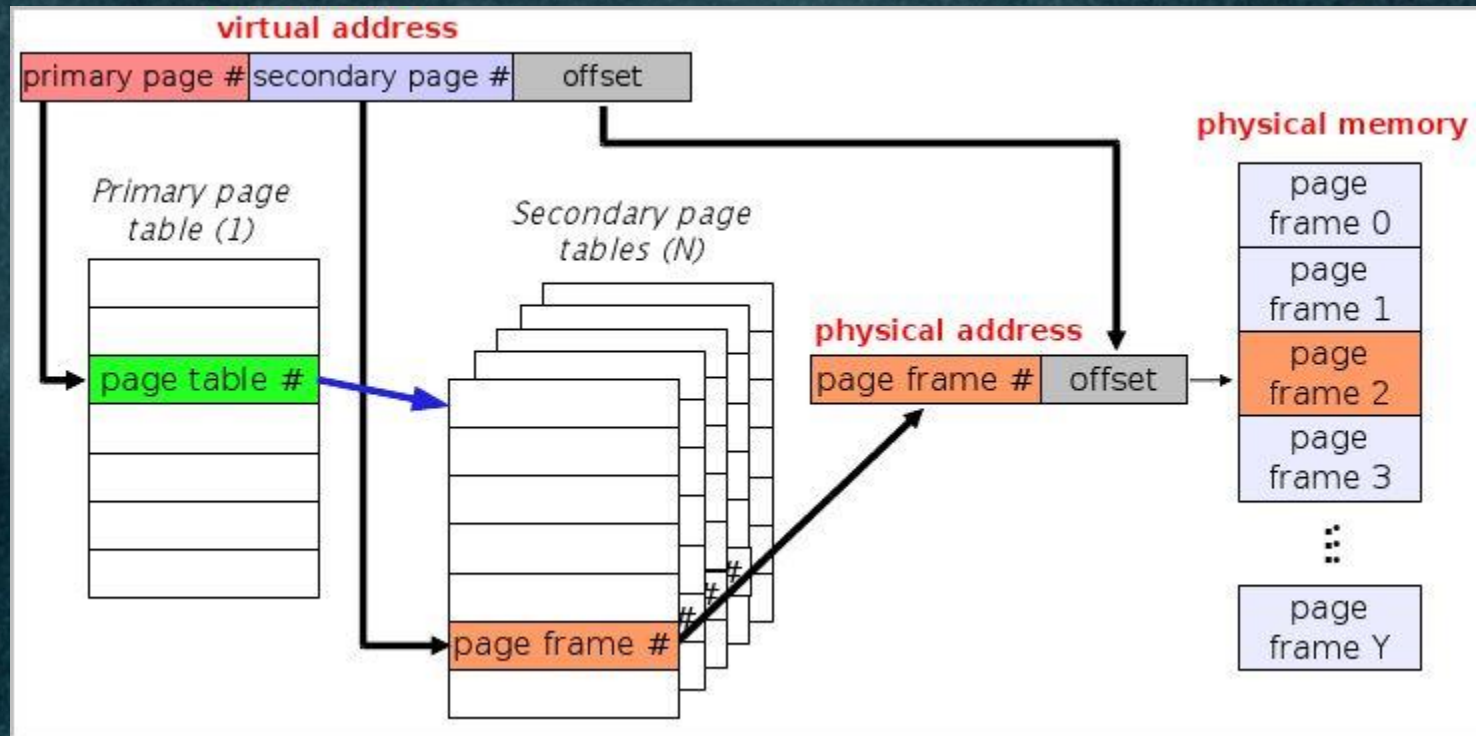 virtual address
primary page # secondary page # offset
physical memory
Primary page
table (1)
Secondary page
tables (N)
page
frame 0
page
frame 1
physical address
page table #
page frame # offset
page
frame 2
page
frame 3
#
#
#
page frame #
page
frame Y